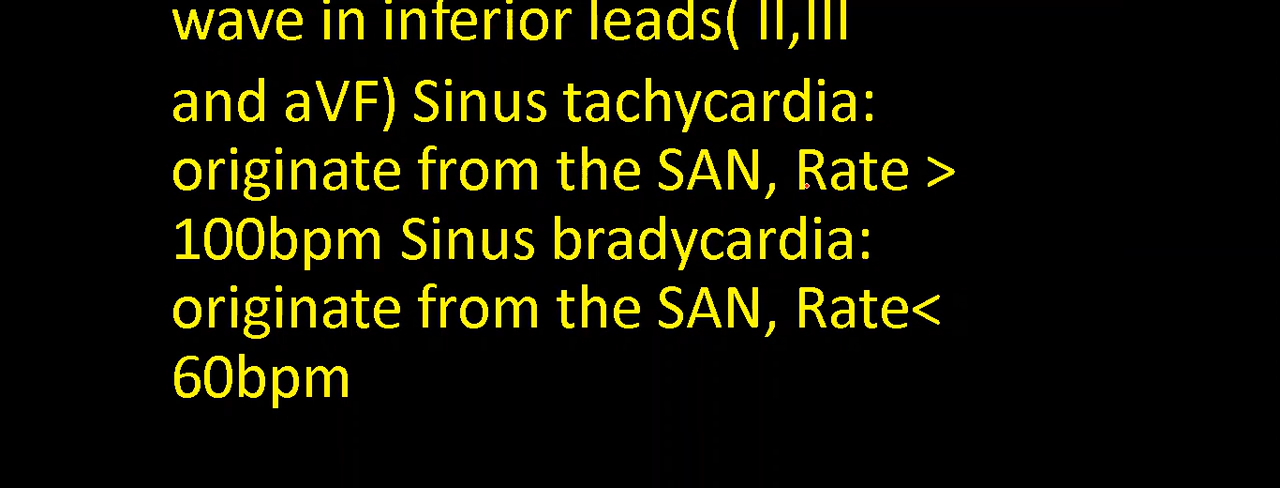 wave in inferior leads( II,III
and aVF) Sinus tachycardia:
originate from the SAN, Rate >
100bpm Sinus bradycardia:
originate from the SAN, Rate<
60bpm